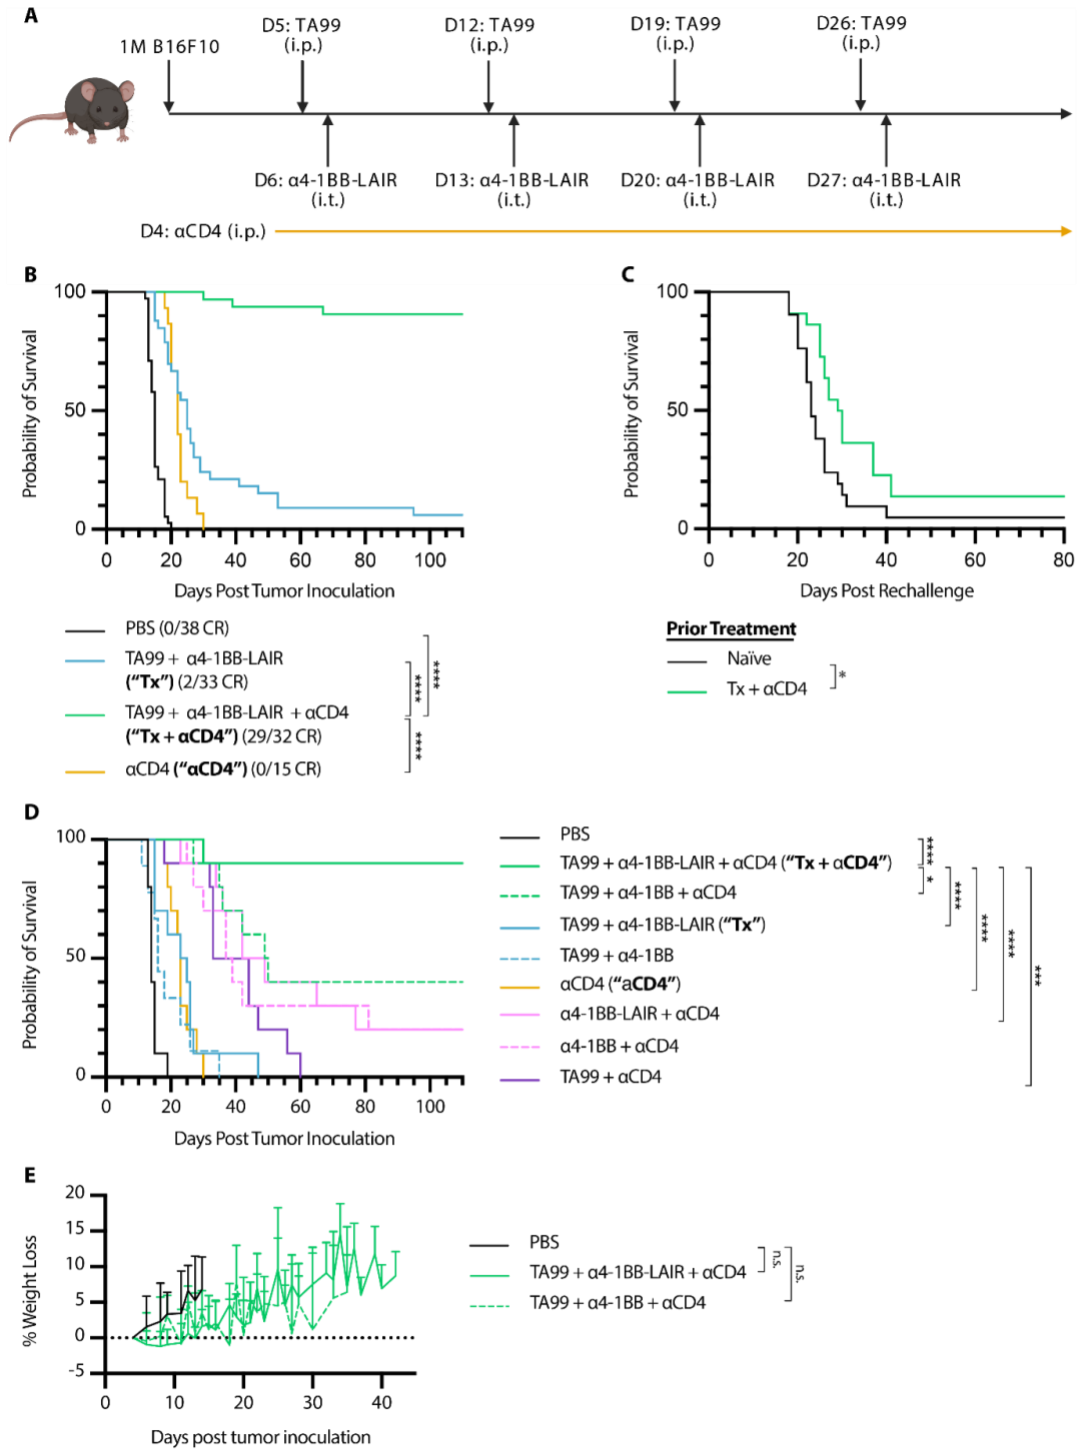 A
1M B16F10
D5: TA99
(i.p.)
D12: TA99
(i.p.)
D19: TA99
(i.p.)
D26: TA99
(i.p.)
D6: α4-1BB-LAIR
(i.t.)
D13: α4-1BB-LAIR
(i.t.)
D20: α4-1BB-LAIR
(i.t.)
D27: α4-1BB-LAIR
(i.t.)
D4: αCD4 (i.p.)
B
Probability of Survival
100
50
0
0 20 40 60 80 100
Days Post Tumor Inoculation
PBS (0/38 CR)
TA99 + α4-1BB-LAIR
("Tx") (2/33 CR)
TA99 + α4-1BB-LAIR + αCD4
("Tx + αCD4") (29/32 CR)
αCD4 ("αCD4") (0/15 CR)
****
****
****
C
Probability of Survival
100
50
0
0 20 40 60 80
Days Post Rechallenge
Prior Treatment
Naïve
Tx + αCD4
*
D
Probability of Survival
100
50
0
0 20 40 60 80 100
Days Post Tumor Inoculation
PBS
TA99 + α4-1BB-LAIR + αCD4 ("Tx + αCD4")
TA99 + α4-1BB + αCD4
TA99 + α4-1BB-LAIR ("Tx")
TA99 + α4-1BB
αCD4 ("aCD4")
α4-1BB-LAIR + αCD4
α4-1BB + αCD4
TA99 + αCD4
****
*
****
****
****
***
E
% Weight Loss
20
15
10
5
0
-5
0 10 20 30 40
Days post tumor inoculation
PBS
TA99 + α4-1BB-LAIR + αCD4
TA99 + α4-1BB + αCD4
n.s.
n.s.